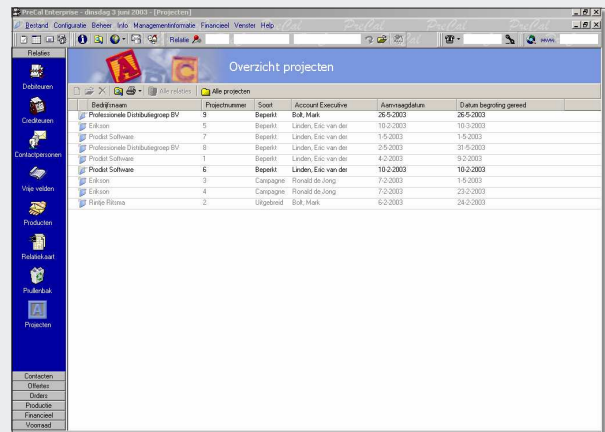 PreCal Enterprise - dinsdag 3 juni 2003 - [Projecten]
Bestand Configuratie Beheer Info Managementinformatie Financieel Venster Help
Relatie
Relaties
Overzicht projecten
Alle relaties Alle projecten
Bedrijfsnaam Projectnummer Soort Account Executive Aanvraagdatum Datum begroting gereed
Professionele Distributiegroep BV 9 Beperkt Bolt, Mark 26-5-2003 26-5-2003
Erikson 5 Beperkt Linden, Eric van der 10-2-2003 10-3-2003
Prodist Software 7 Beperkt Linden, Eric van der 1-5-2003 1-5-2003
Professionele Distributiegroep BV 8 Beperkt Linden, Eric van der 2-5-2003 31-5-2003
Prodist Software 1 Beperkt Linden, Eric van der 4-2-2003 9-2-2003
Prodist Software 6 Beperkt Linden, Eric van der 10-2-2003 10-2-2003
Erikson 3 Campagne Ronald de Jong 7-2-2003 1-5-2003
Erikson 4 Campagne Ronald de Jong 7-2-2003 23-2-2003
Rintje Ritsma 2 Uitgebreid Bolt, Mark 6-2-2003 24-2-2003
Debiteuren
Crediteuren
Contactpersonen
Vrije velden
Producten
Relatiekaart
Prullenbak
Projecten
Contacten
Offertes
Orders
Productie
Financieel
Voorraad